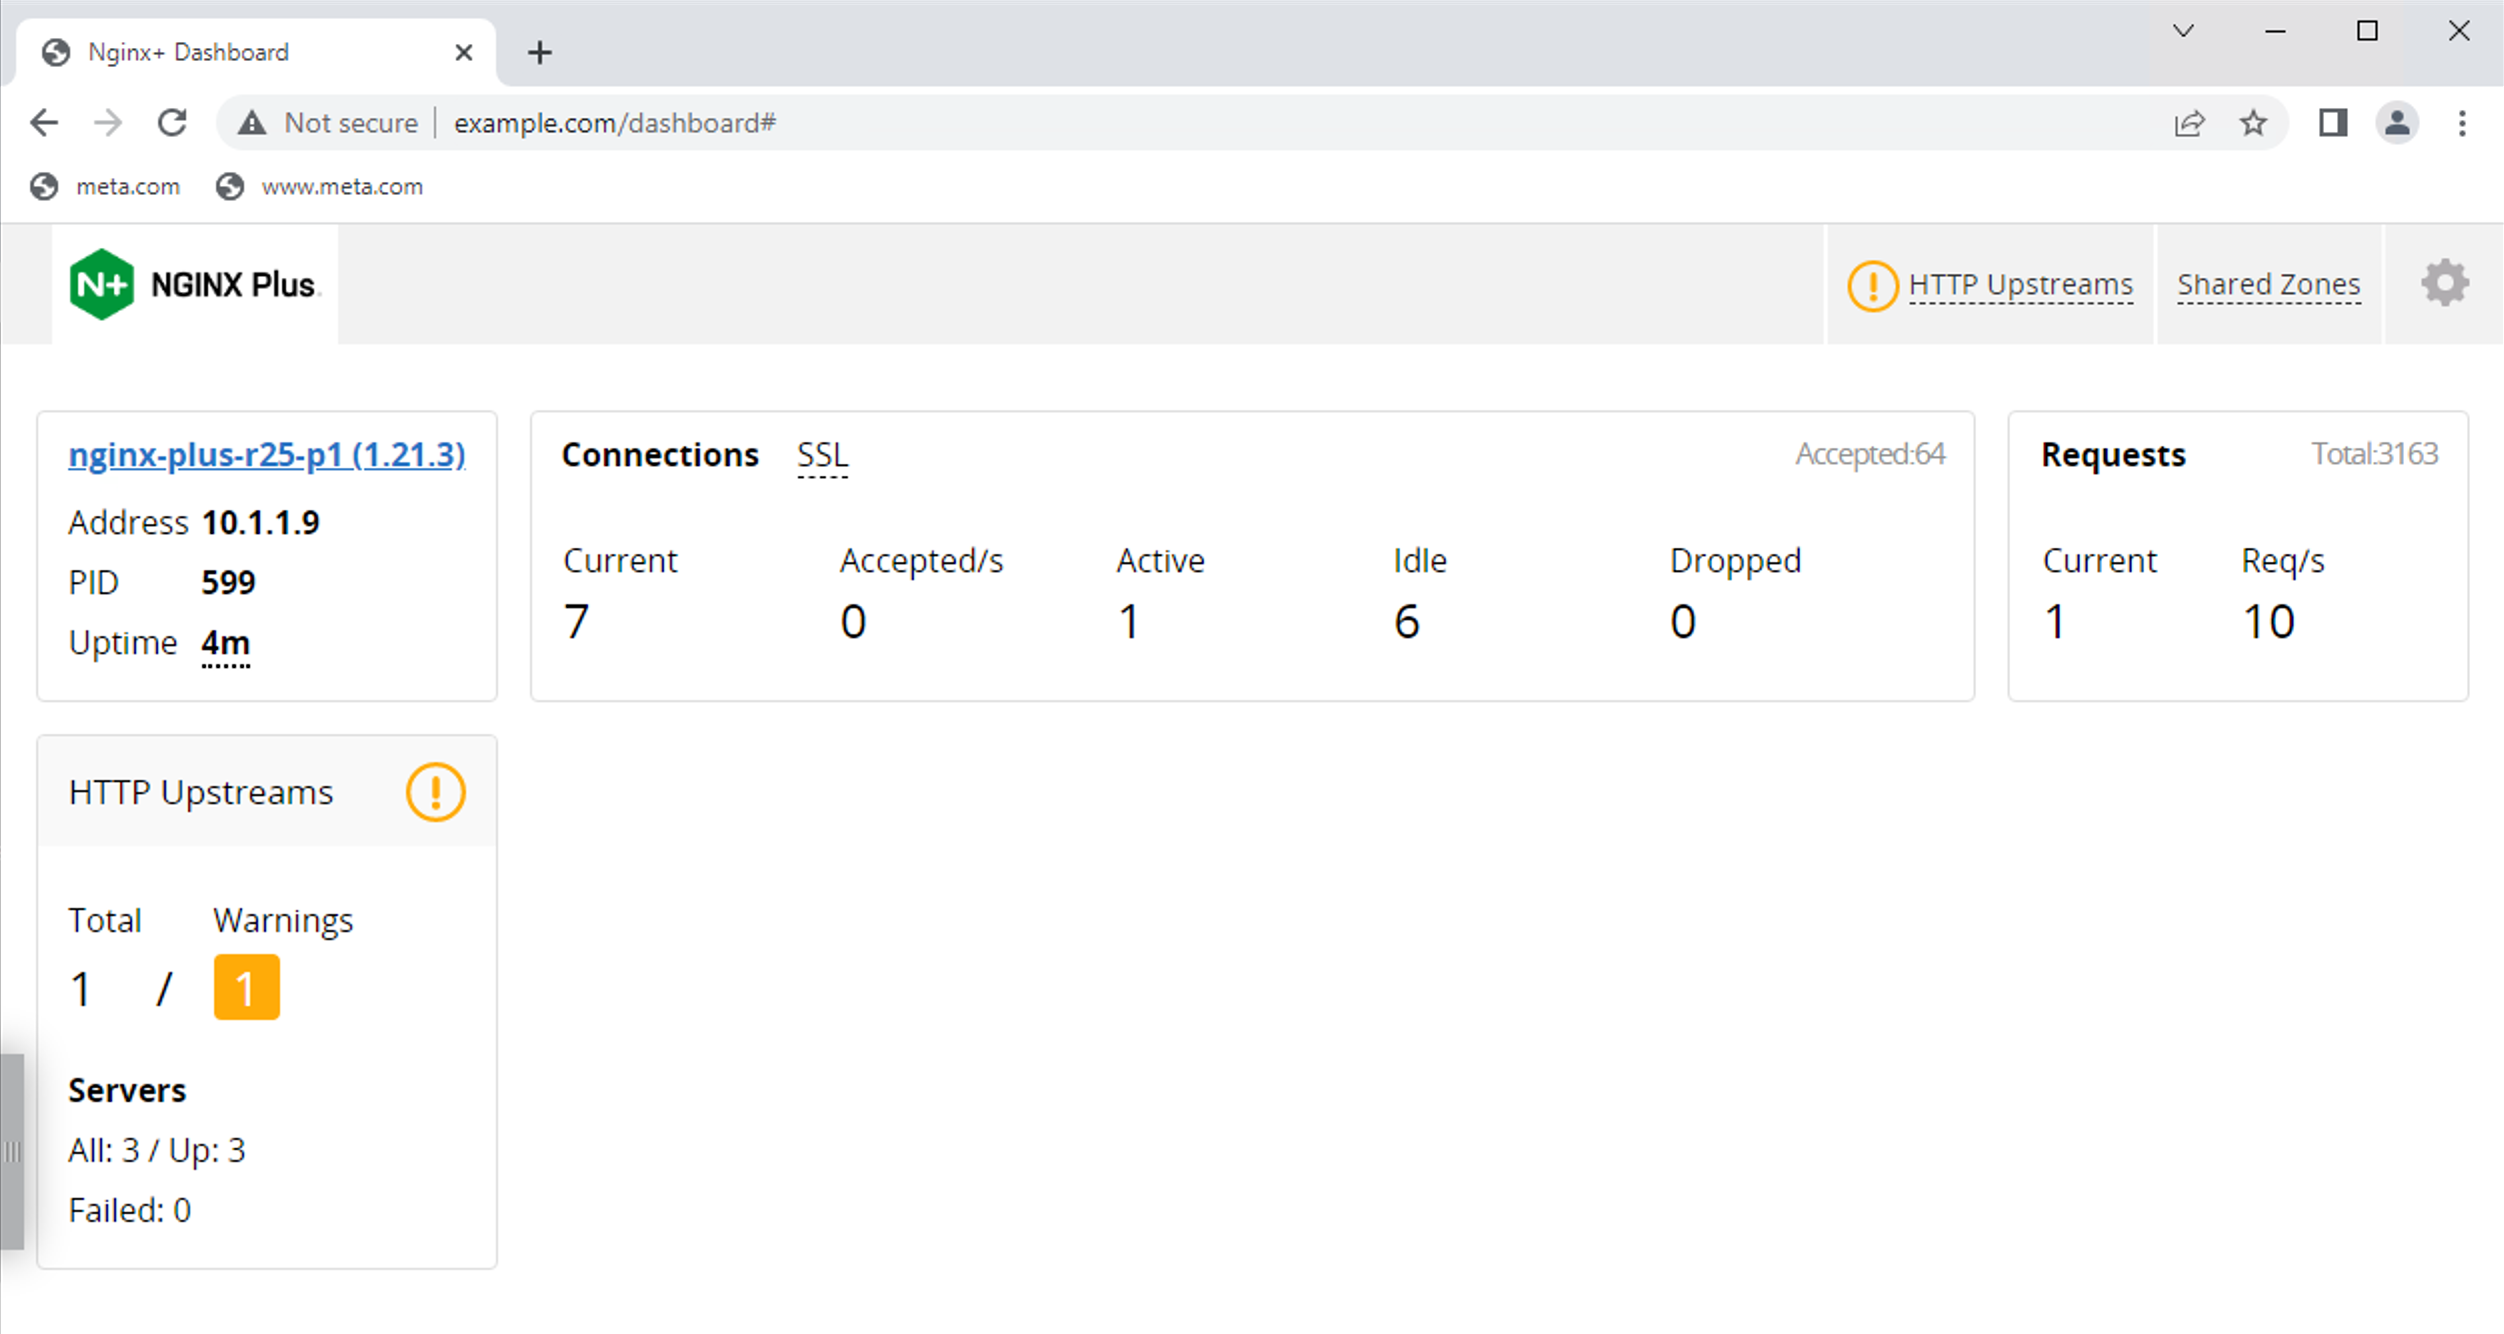 Nginx+ Dashboard
Not secure example.com/dashboard#
meta.com www.meta.com
N+ NGINX Plus
HTTP Upstreams Shared Zones
nginx-plus-r25-p1 (1.21.3)
Address 10.1.1.9
PID 599
Uptime 4m
Connections SSL Accepted:64
Current Accepted/s Active Idle Dropped
7 0 1 6 0
Requests Total:3163
Current Req/s
1 10
HTTP Upstreams
Total Warnings
1 / 1
Servers
All: 3 / Up: 3
Failed: 0